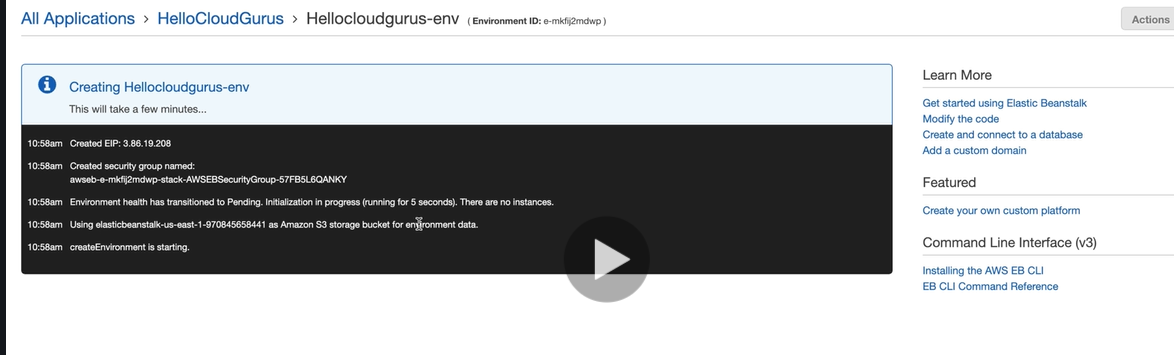 All Applications > HelloCloudGurus > Hellocloudgurus-env ( Environment ID: e-mkfij2mdwp )
Actions
Creating Hellocloudgurus-env
This will take a few minutes...
10:58am Created EIP: 3.86.19.208
10:58am Created security group named:
awseb-e-mkfij2mdwp-stack-AWSEBSecurityGroup-57FB5L6QANKY
10:58am Environment health has transitioned to Pending. Initialization in progress (running for 5 seconds). There are no instances.
10:58am Using elasticbeanstalk-us-east-1-970845658441 as Amazon S3 storage bucket for environment data.
10:58am createEnvironment is starting.
Learn More
Get started using Elastic Beanstalk
Modify the code
Create and connect to a database
Add a custom domain
Featured
Create your own custom platform
Command Line Interface (v3)
Installing the AWS EB CLI
EB CLI Command Reference